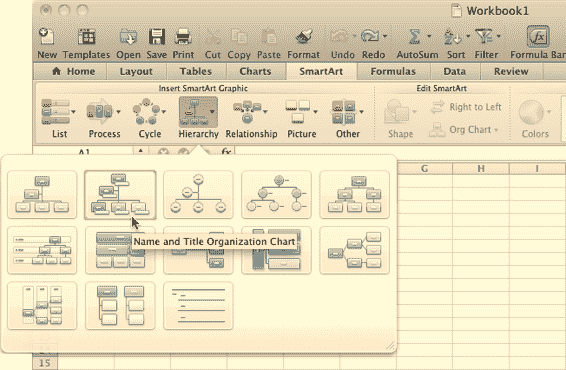 Workbook1
New Templates Open Save Print Cut Copy Paste Format Undo Redo AutoSum Sort Filter Formula Bar
Home Layout Tables Charts SmartArt Formulas Data Review
Insert SmartArt Graphic Edit SmartArt
List Process Cycle Hierarchy Relationship Picture Other Shape Right to Left Org Chart Colors
A1 fx
G H I
Name and Title Organization Chart
15